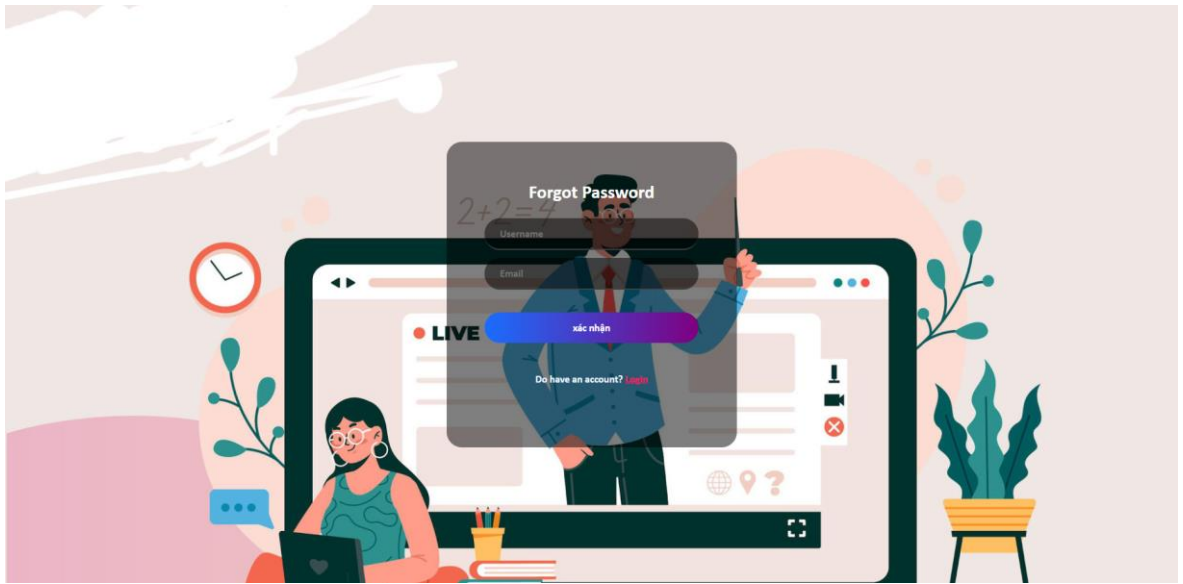 Forgot Password
2+2=4
Username
Email
LIVE
xác nhận
Do have an account? Login
?